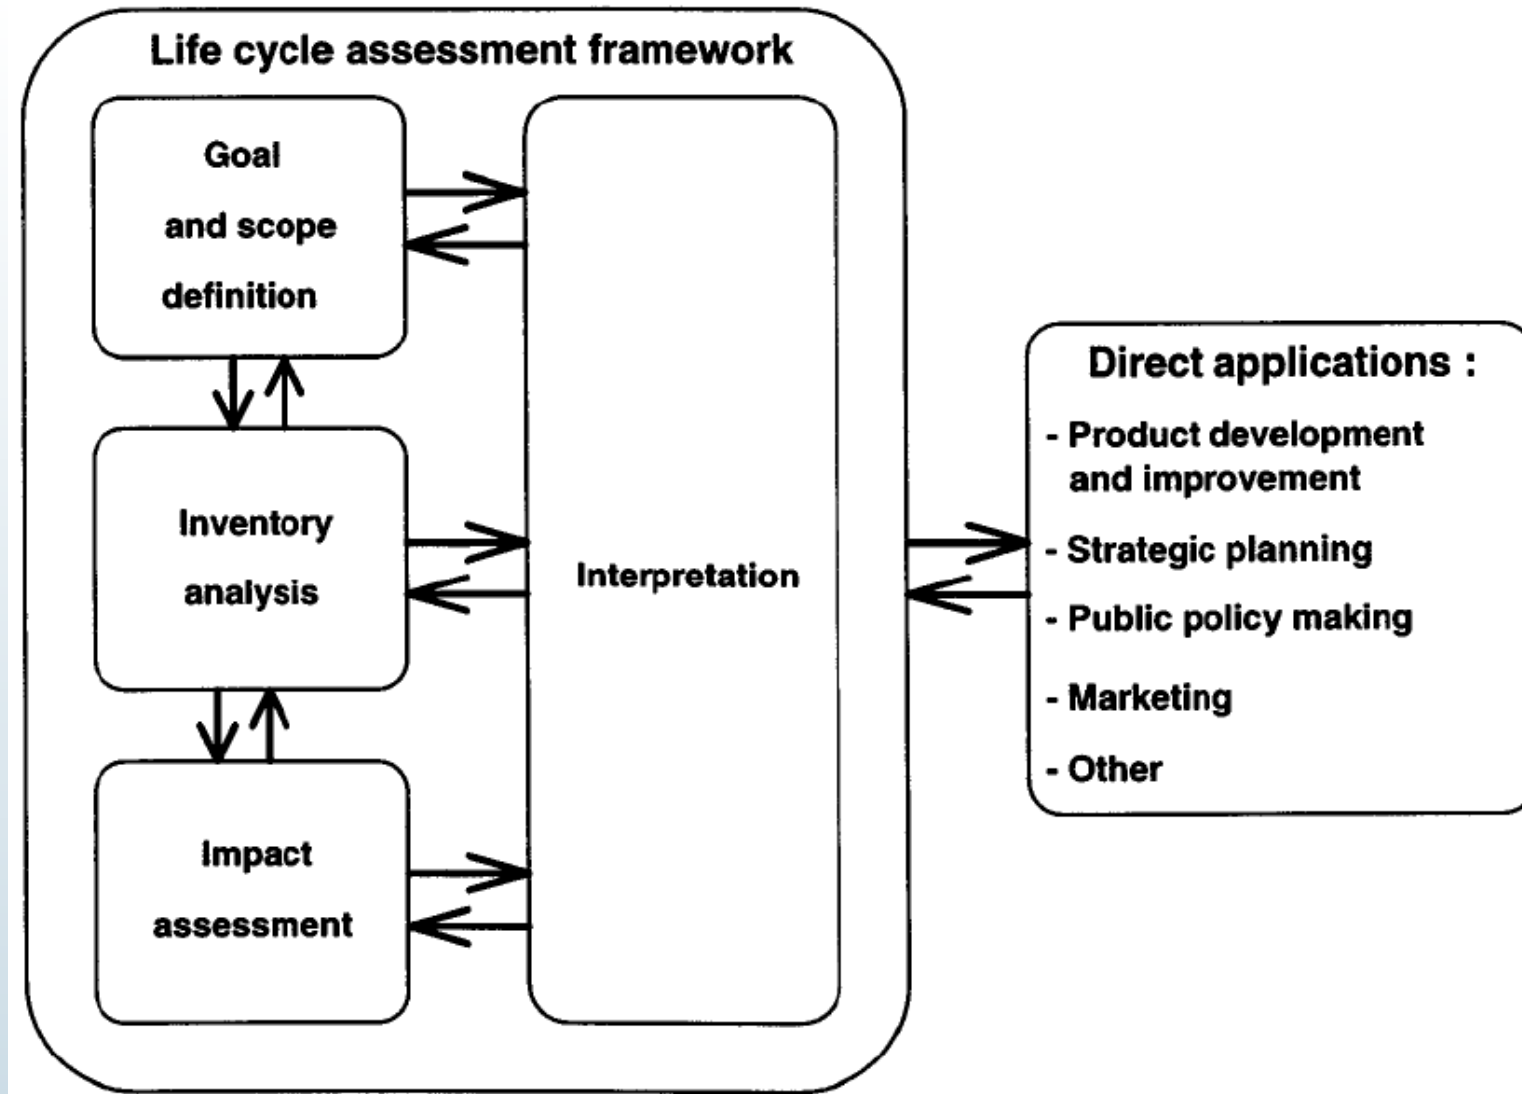 Life cycle assessment framework
Goal
and scope
definition
Inventory
analysis
Impact
assessment
Interpretation
Direct applications :
- Product development
and improvement
- Strategic planning
- Public policy making
- Marketing
- Other